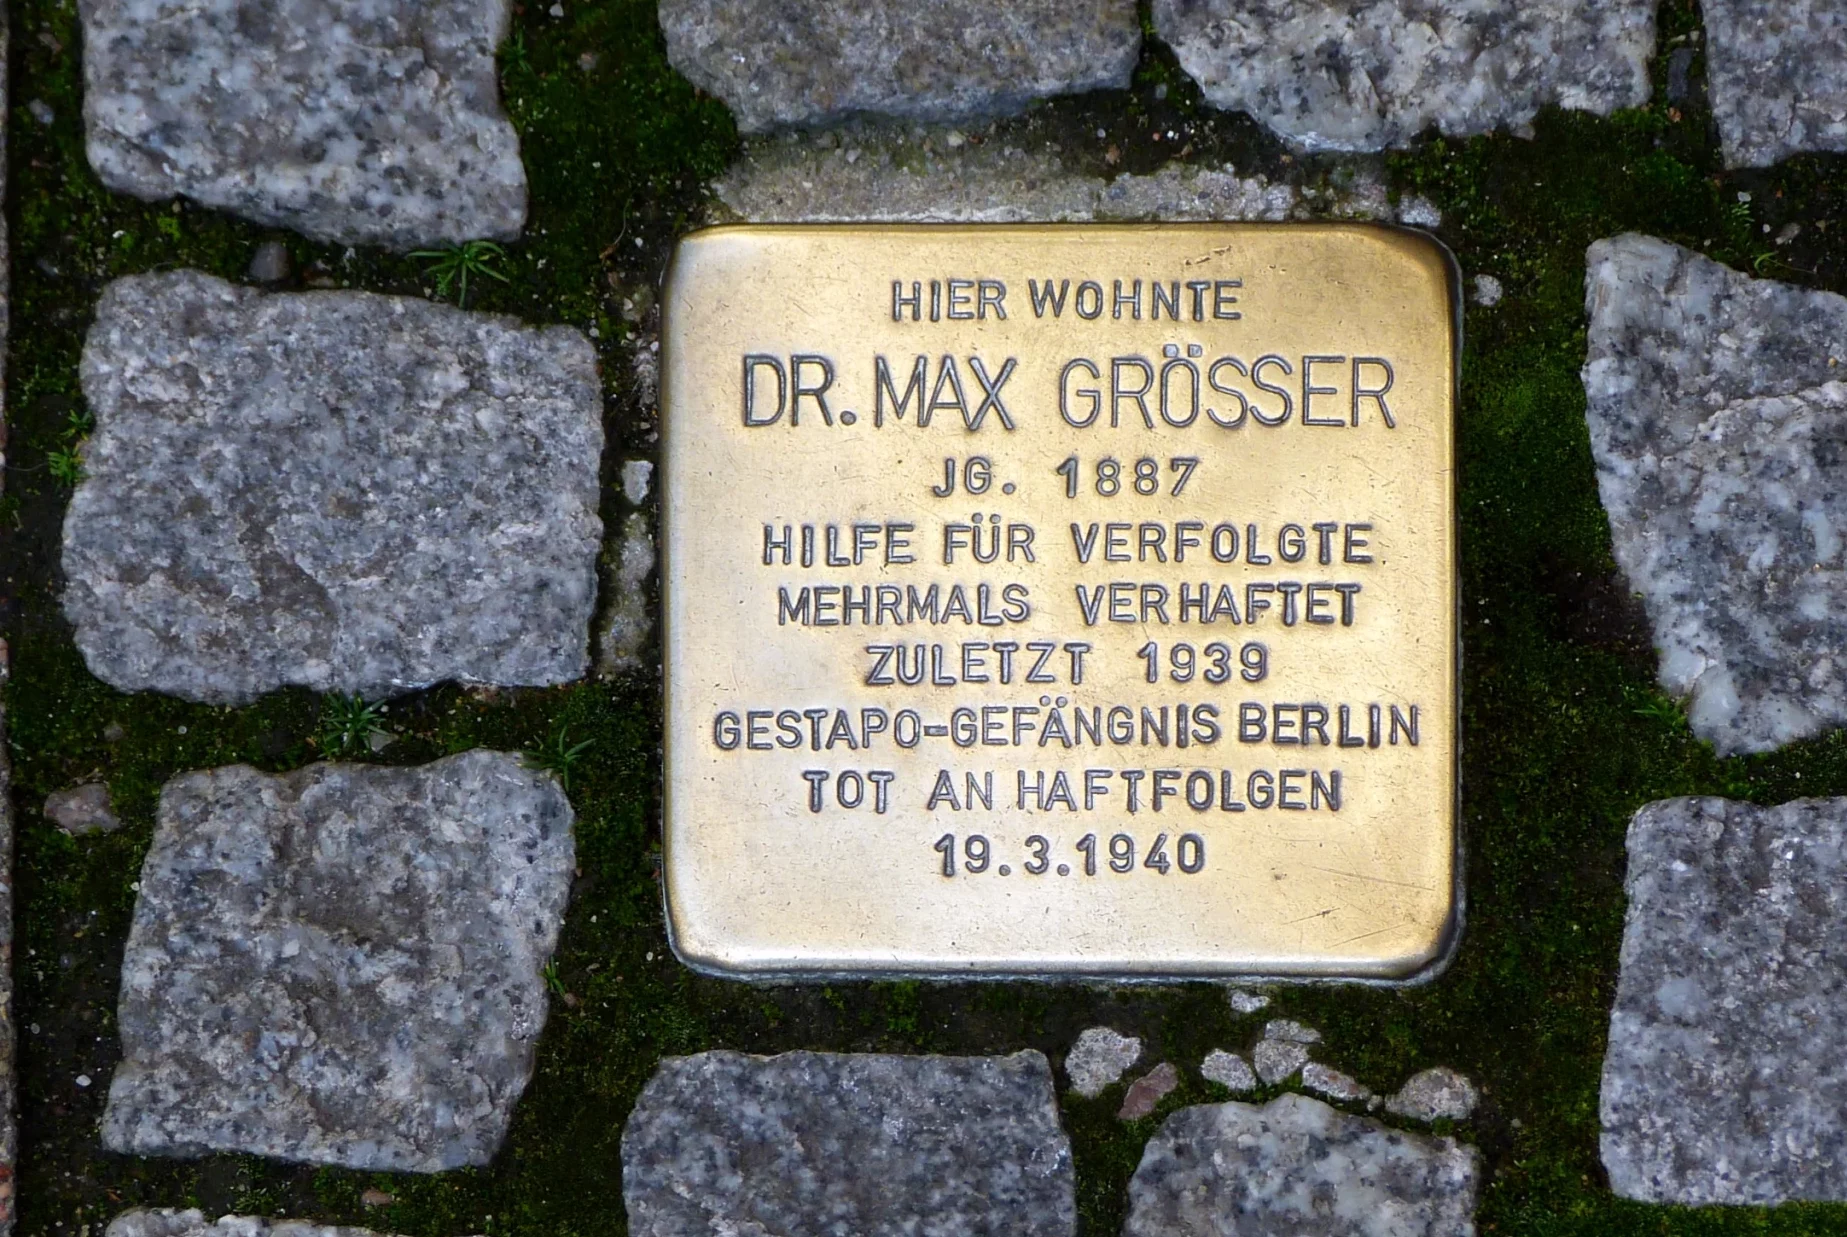 HIER WOHNTE
DR. MAX GRÖSSER
JG. 1887
HILFE FÜR VERFOLGTE
MEHRMALS VERHAFTET
ZULETZT 1939
GESTAPO-GEFÄNGNIS BERLIN
TOT AN HAFTFOLGEN
19.3.1940